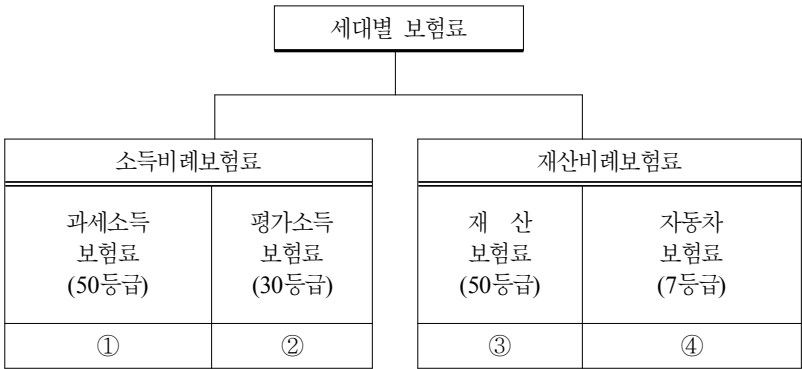 세대별 보험료
소득비례보험료
재산비례보험료
과세소득
보험료
(50등급)
평가소득
보험료
(30등급)
재 산
보험료
(50등급)
자동차
보험료
(7등급)
①
②
③
④